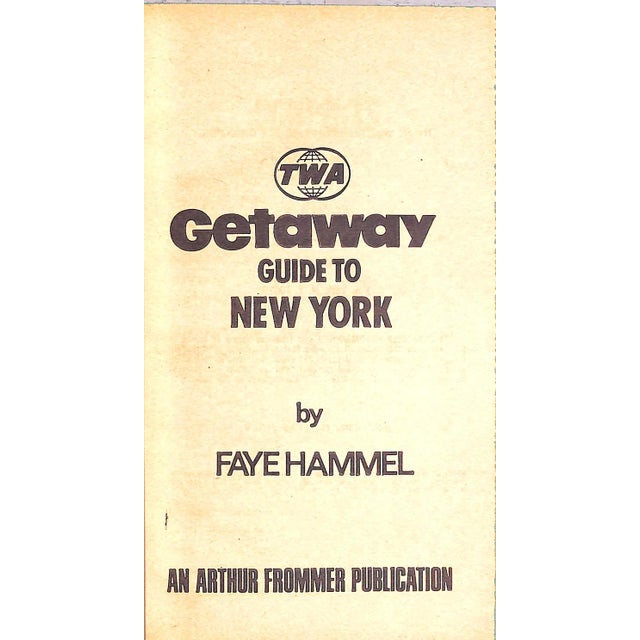 TWA
Getaway
GUIDE TO
NEW YORK
by
FAYE HAMMEL
AN ARTHUR FROMMER PUBLICATION